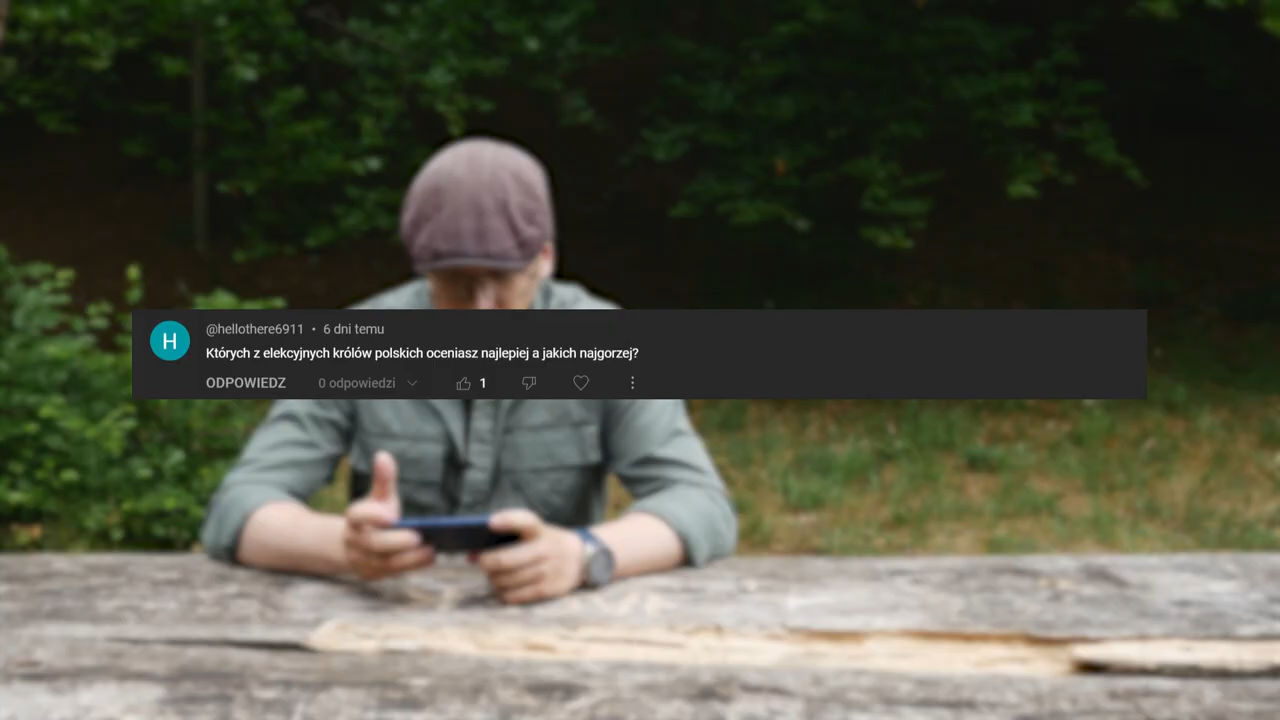 H
@hellothere6911 • 6 dni temu
Których z elekcyjnych królów polskich oceniasz najlepiej a jakich najgorzej?
ODPOWIEDZ 0 odpowiedzi 1